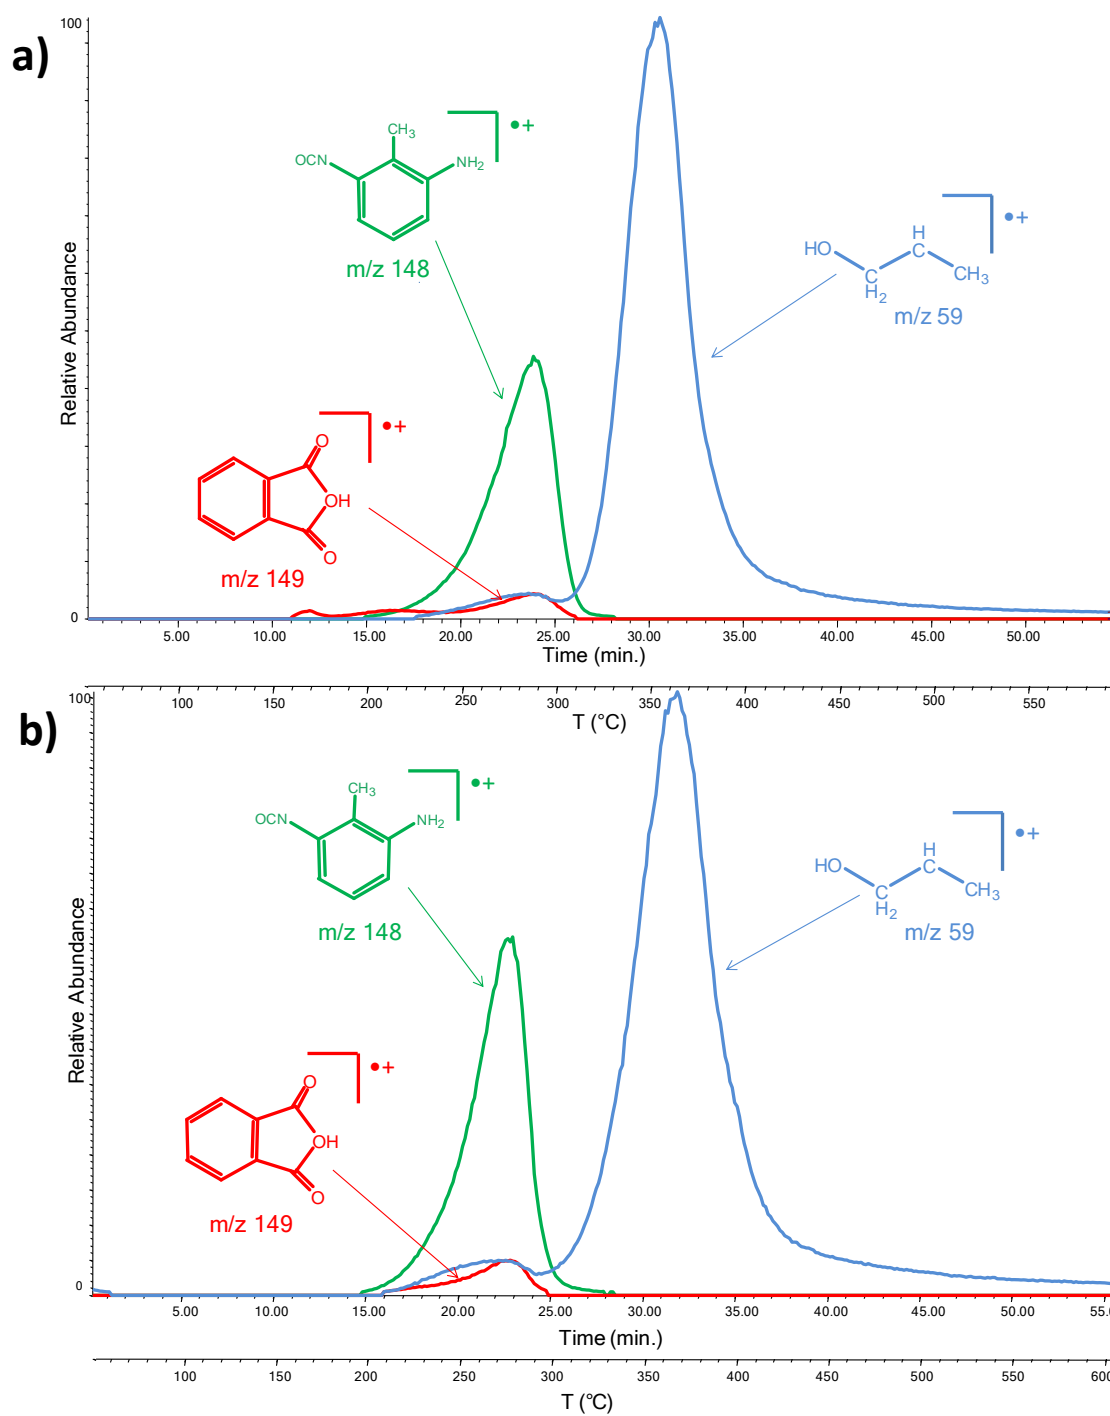 a)
100
CH3
OCN
NH2
•+
m/z 148
•+
HO
H
C
H2
CH3
m/z 59
Relative Abundance
•+
O
OH
O
m/z 149
0
5.00 10.00 15.00 20.00 25.00 30.00 35.00 40.00 45.00 50.00
Time (min.)
100 150 200 250 300 350 400 450 500 550
T (°C)
b)
100
CH3
OCN
NH2
•+
m/z 148
•+
HO
H
C
H2
CH3
m/z 59
Relative Abundance
•+
O
OH
O
m/z 149
0
5.00 10.00 15.00 20.00 25.00 30.00 35.00 40.00 45.00 50.00 55.0
Time (min.)
100 150 200 250 300 350 400 450 500 550 600
T (°C)